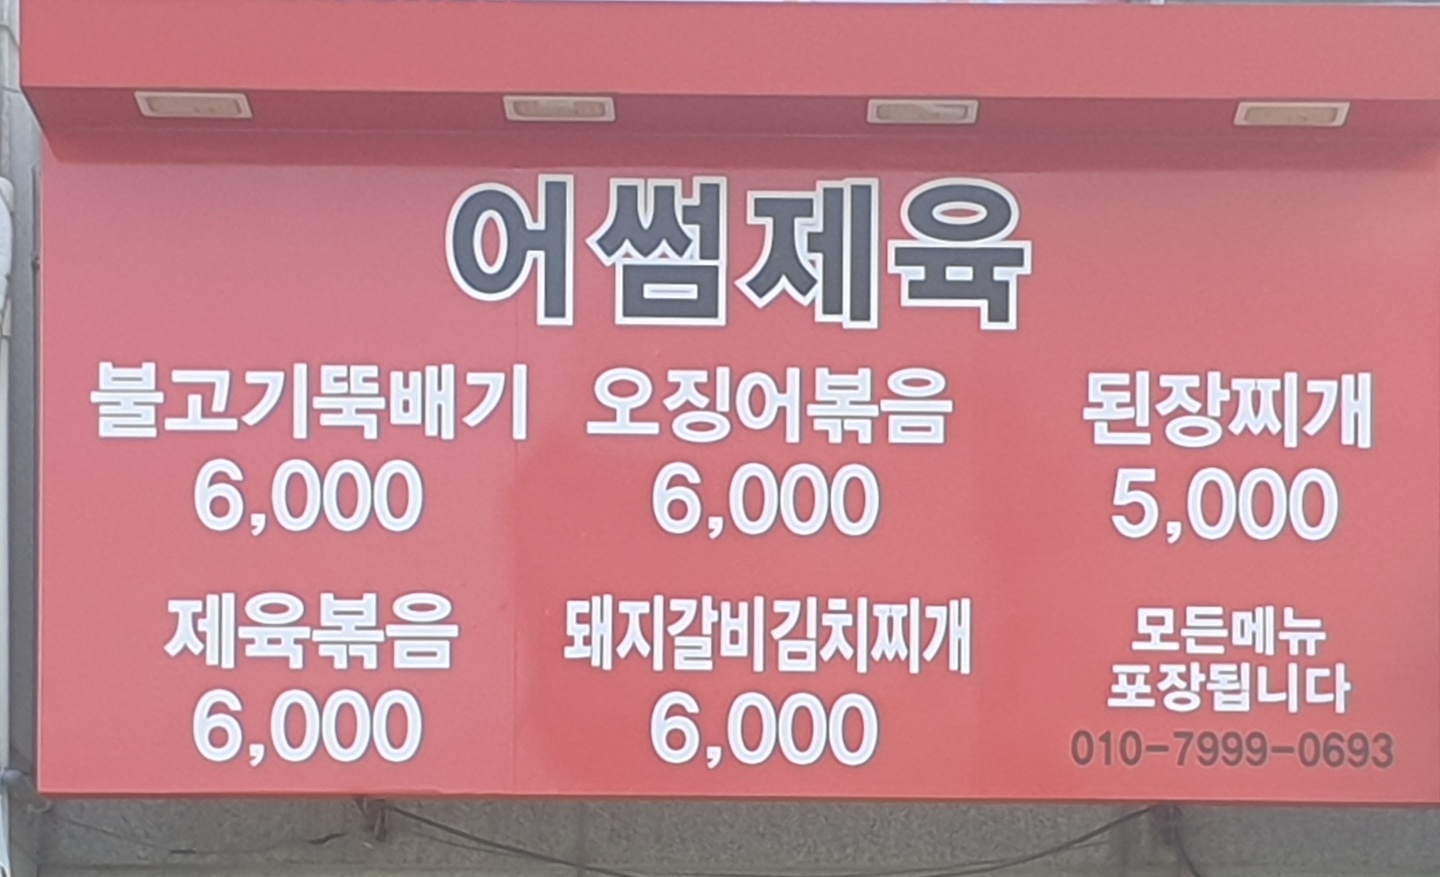 어썸제육
불고기뚝배기 오징어볶음 된장찌개
6,000 6,000 5,000
제육볶음 돼지갈비김치찌개 모든메뉴
포장됩니다
6,000 6,000 010-7999-0693